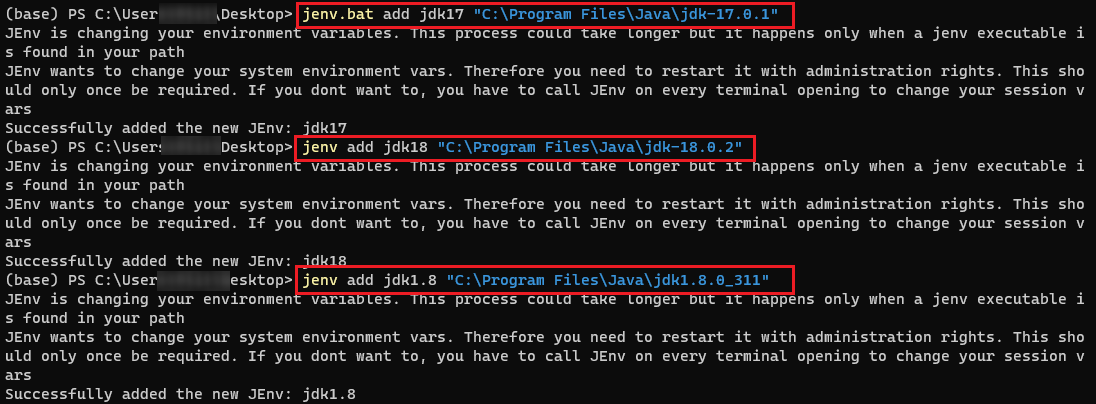 (base) PS C:\User \Desktop> jenv.bat add jdk17 "C:\Program Files\Java\jdk-17.0.1"
JEnv is changing your environment variables. This process could take longer but it happens only when a jenv executable i
s found in your path
JEnv wants to change your system environment vars. Therefore you need to restart it with administration rights. This sho
uld only once be required. If you dont want to, you have to call JEnv on every terminal opening to change your session v
ars
Successfully added the new JEnv: jdk17
(base) PS C:\Users Desktop> jenv add jdk18 "C:\Program Files\Java\jdk-18.0.2"
JEnv is changing your environment variables. This process could take longer but it happens only when a jenv executable i
s found in your path
JEnv wants to change your system environment vars. Therefore you need to restart it with administration rights. This sho
uld only once be required. If you dont want to, you have to call JEnv on every terminal opening to change your session v
ars
Successfully added the new JEnv: jdk18
(base) PS C:\User esktop> jenv add jdk1.8 "C:\Program Files\Java\jdk1.8.0_311"
JEnv is changing your environment variables. This process could take longer but it happens only when a jenv executable i
s found in your path
JEnv wants to change your system environment vars. Therefore you need to restart it with administration rights. This sho
uld only once be required. If you dont want to, you have to call JEnv on every terminal opening to change your session v
ars
Successfully added the new JEnv: jdk1.8